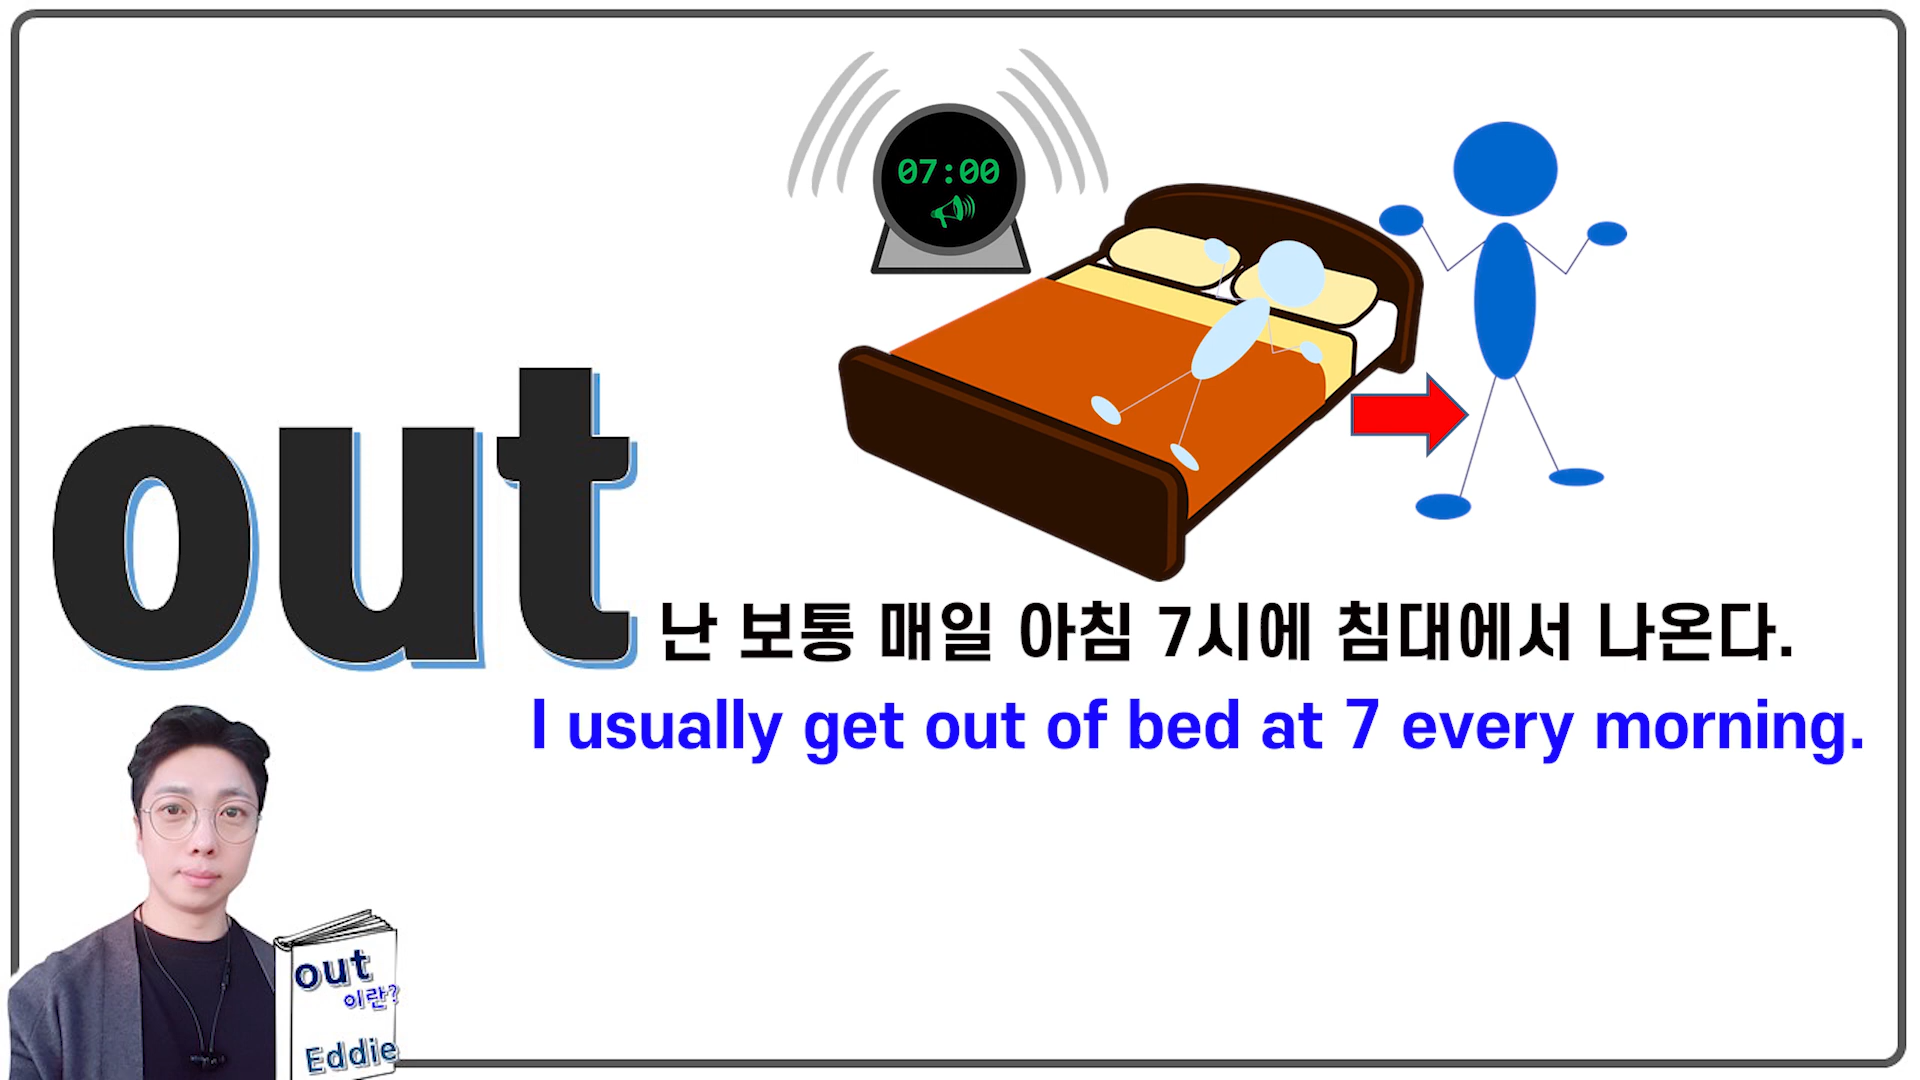 07:00
out
난 보통 매일 아침 7시에 침대에서 나온다.
I usually get out of bed at 7 every morning.
out
이란?
Eddie